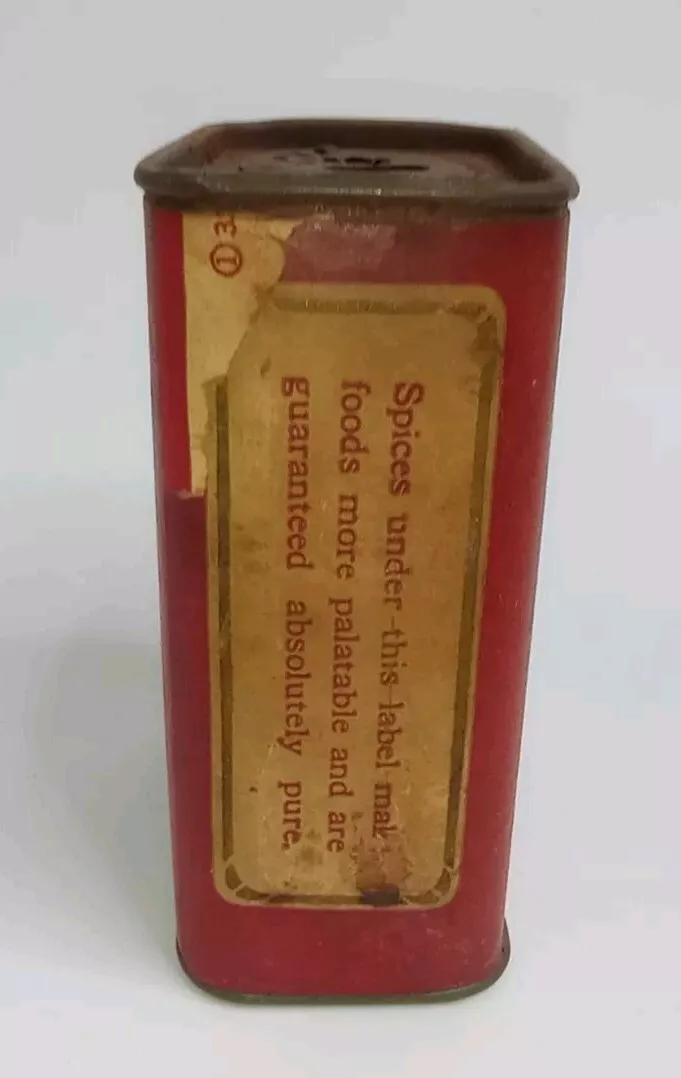 Spices under this label mak
foods more palatable and are
guaranteed absolutely pure.